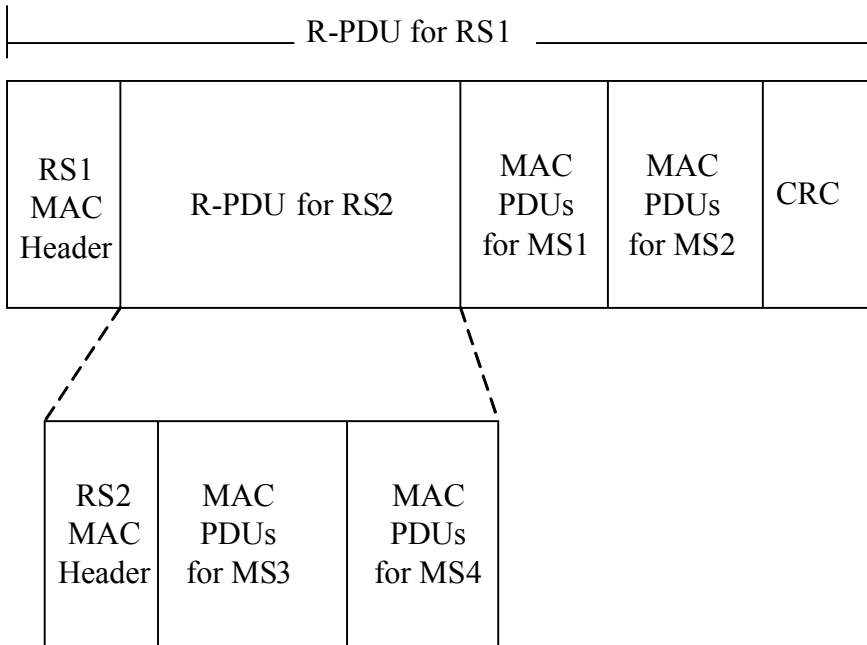 R-PDU for RS1
RS1
MAC
Header
R-PDU for RS2
MAC
PDUs
for MS1
MAC
PDUs
for MS2
CRC
RS2
MAC
Header
MAC
PDUs
for MS3
MAC
PDUs
for MS4